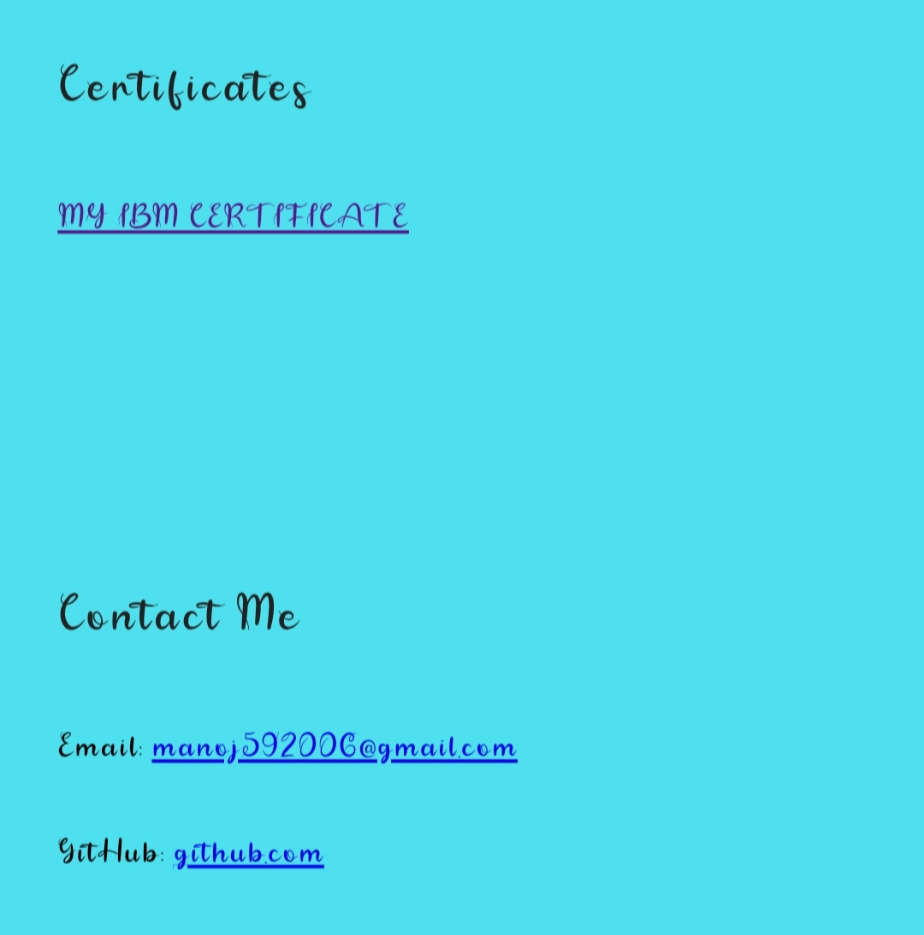 Certificates
MY IBM CERTIFICATE
Contact Me
Email: manoj592006@gmail.com
GitHub: github.com